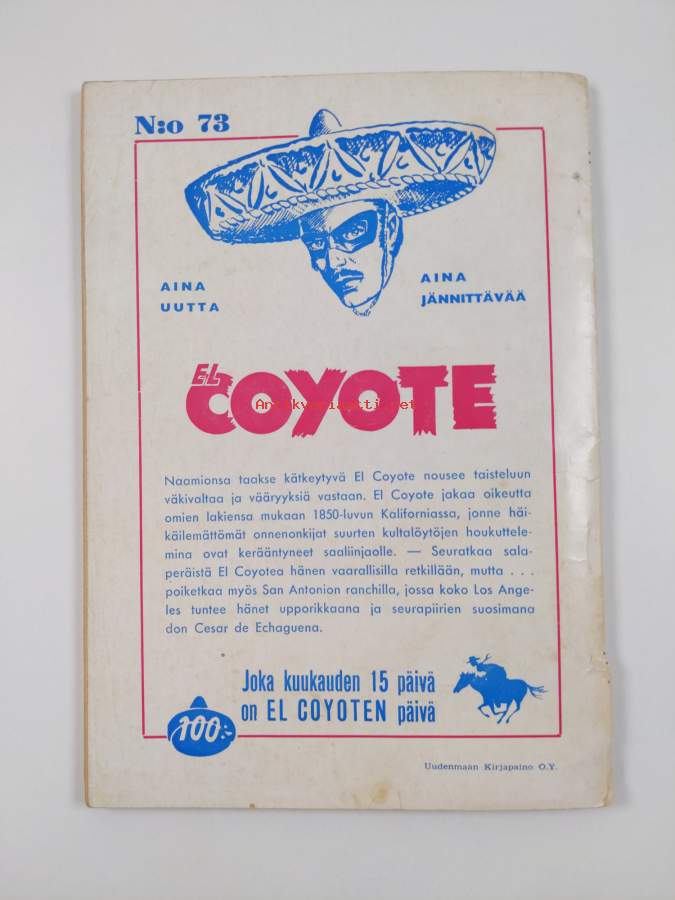 N:o 73
AINA
UUTTA
AINA
JÄNNITTÄVÄÄ
EL
COYOTE
Naamionsa taakse kätkeytyvä El Coyote nousee taisteluun
väkivaltaa ja vääryyksiä vastaan. El Coyote jakaa oikeutta
omien lakiensa mukaan 1850-luvun Kaliforniassa, jonne häi-
käilemättömät onnenonkijat suurten kultalöytöjen houkuttele-
mina ovat kerääntyneet saaliinjaolle. — Seuratkaa sala-
peräistä El Coyotea hänen vaarallisilla retkillään, mutta . . .
poiketkaa myös San Antonion ranchilla, jossa koko Los Ange-
les tuntee hänet upporikkaana ja seurapiirien suosimana
don Cesar de Echaguena.
Joka kuukauden 15 päivä
on EL COYOTEN päivä
100:
Uudenmaan Kirjapaino O.Y.